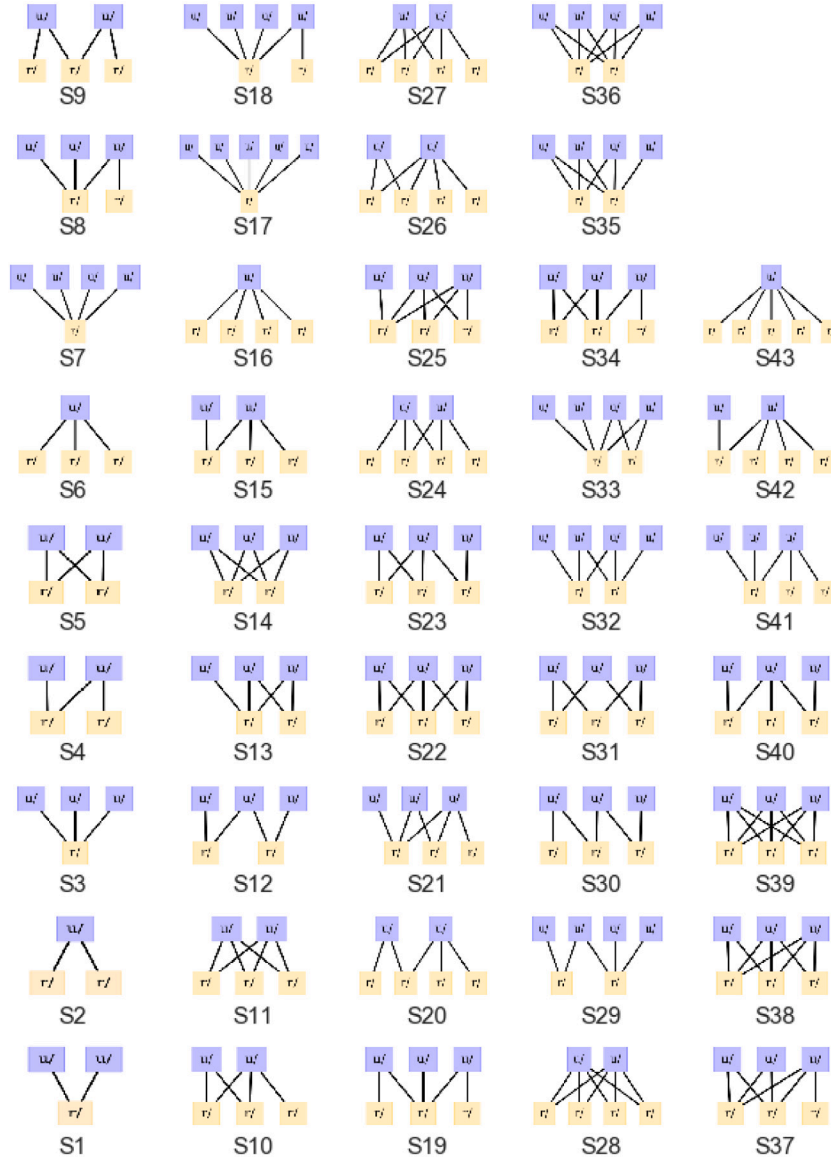 u/ u/ u/ u/ u/ u/ u/ u/ u/ u/ u/ u/
r/ r/ r/ r/ r/ r/ r/ r/ r/ r/ r/
S9 S18 S27 S36
u/ u/ u/ u/ u/ u/ u/ u/ u/ u/ u/ u/ u/ u/
r/ r/ r/ r/ r/ r/ r/ r/ r/
S8 S17 S26 S35
u/ u/ u/ u/ u/ u/ u/ u/ u/ u/ u/ u/
r/ r/ r/ r/ r/ r/ r/ r/ r/ r/ r/ r/ r/ r/ r/ r/
S7 S16 S25 S34 S43
u/ u/ u/ u/ u/ u/ u/ u/ u/ u/ u/
r/ r/ r/ r/ r/ r/ r/ r/ r/ r/ r/ r/ r/ r/ r/ r/
S6 S15 S24 S33 S42
u/ u/ u/ u/ u/ u/ u/ u/ u/ u/ u/ u/ u/ u/ u/
r/ r/ r/ r/ r/ r/ r/ r/ r/ r/ r/ r/
S5 S14 S23 S32 S41
u/ u/ u/ u/ u/ u/ u/ u/ u/ u/ u/ u/ u/ u/
r/ r/ r/ r/ r/ r/ r/ r/ r/ r/ r/ r/ r/
S4 S13 S22 S31 S40
u/ u/ u/ u/ u/ u/ u/ u/ u/ u/ u/ u/ u/ u/ u/
r/ r/ r/ r/ r/ r/ r/ r/ r/ r/ r/ r/
S3 S12 S21 S30 S39
u/ u/ u/ u/ u/ u/ u/ u/ u/ u/ u/ u/
r/ r/ r/ r/ r/ r/ r/ r/ r/ r/ r/ r/ r/ r/
S2 S11 S20 S29 S38
u/ u/ u/ u/ u/ u/ u/ u/ u/ u/ u/ u/
r/ r/ r/ r/ r/ r/ r/ r/ r/ r/ r/ r/ r/ r/
S1 S10 S19 S28 S37